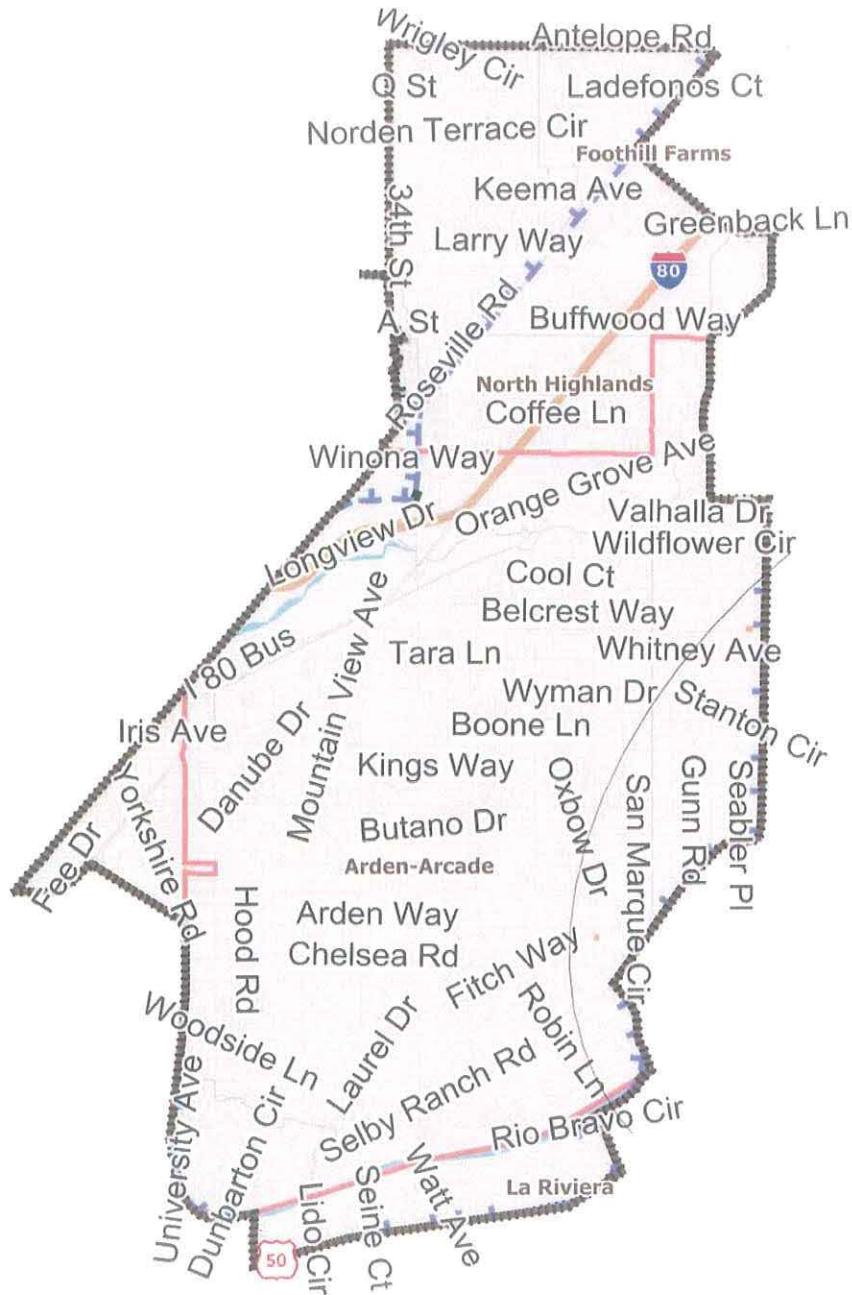 Wrigley Cir
Antelope Rd
Q St
Ladefonos Ct
Norden Terrace Cir
Foothill Farms
34th St
Keema Ave
Greenback Ln
Larry Way
80
A St
Roseville Rd
Buffwood Way
North Highlands
Coffee Ln
Winona Way
Orange Grove Ave
Longview Dr
Valhalla Dr
Wildflower Cir
Cool Ct
Belcrest Way
Mountain View Ave
Tara Ln
Whitney Ave
I 80 Bus
Wyman Dr
Stanton Cir
Iris Ave
Danube Dr
Boone Ln
Kings Way
Oxbow Dr
San Marque Cir
Gunn Rd
Seabler Pl
Yorkshire Rd
Butano Dr
Fee Dr
Arden-Arcade
Hood Rd
Arden Way
Chelsea Rd
Fitch Way
Woodside Ln
Laurel Dr
Robin Ln
Selby Ranch Rd
University Ave
Dunbarton Cir
Rio Bravo Cir
Watt Ave
La Riviera
Lido Cir
Seine Ct
50